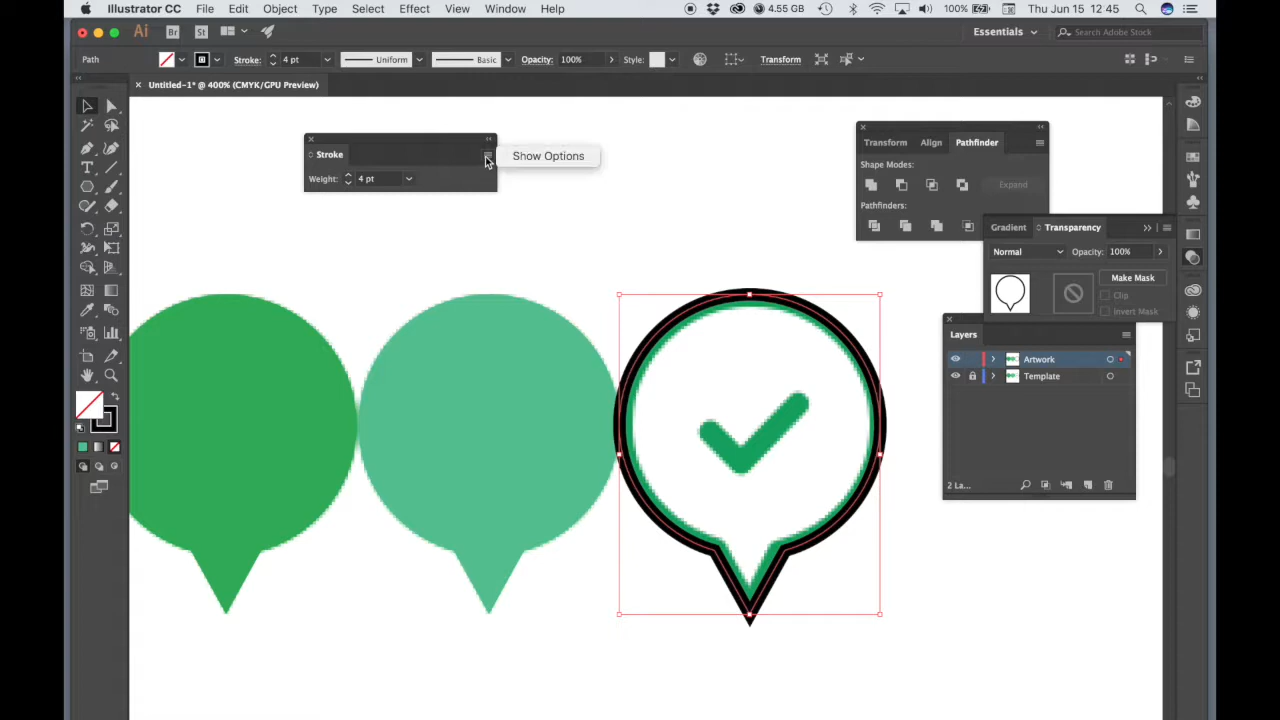 Illustrator CC File Edit Object Type Select Effect View Window Help 4.55 GB 100% Thu Jun 15 12:45
Ai Br St Essentials Search Adobe Stock
Path Stroke: 4 pt Uniform Basic Opacity: 100% Style: Transform
Untitled-1* @ 400% (CMYK/GPU Preview)
Stroke
Show Options
Weight: 4 pt
Transform Align Pathfinder
Shape Modes:
Expand
Pathfinders:
Gradient Transparency
Normal Opacity: 100%
Make Mask
Clip
Invert Mask
Layers
Artwork
Template
2 La...